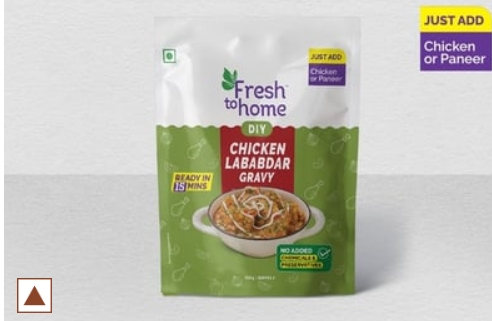 JUST ADD
Chicken
or Paneer
JUST ADD
Chicken
or Paneer
Fresh
to home
DIY
CHICKEN
LABABDAR
GRAVY
READY IN
15 MINS
NO ADDED
CHEMICALS &
PRESERVATIVES